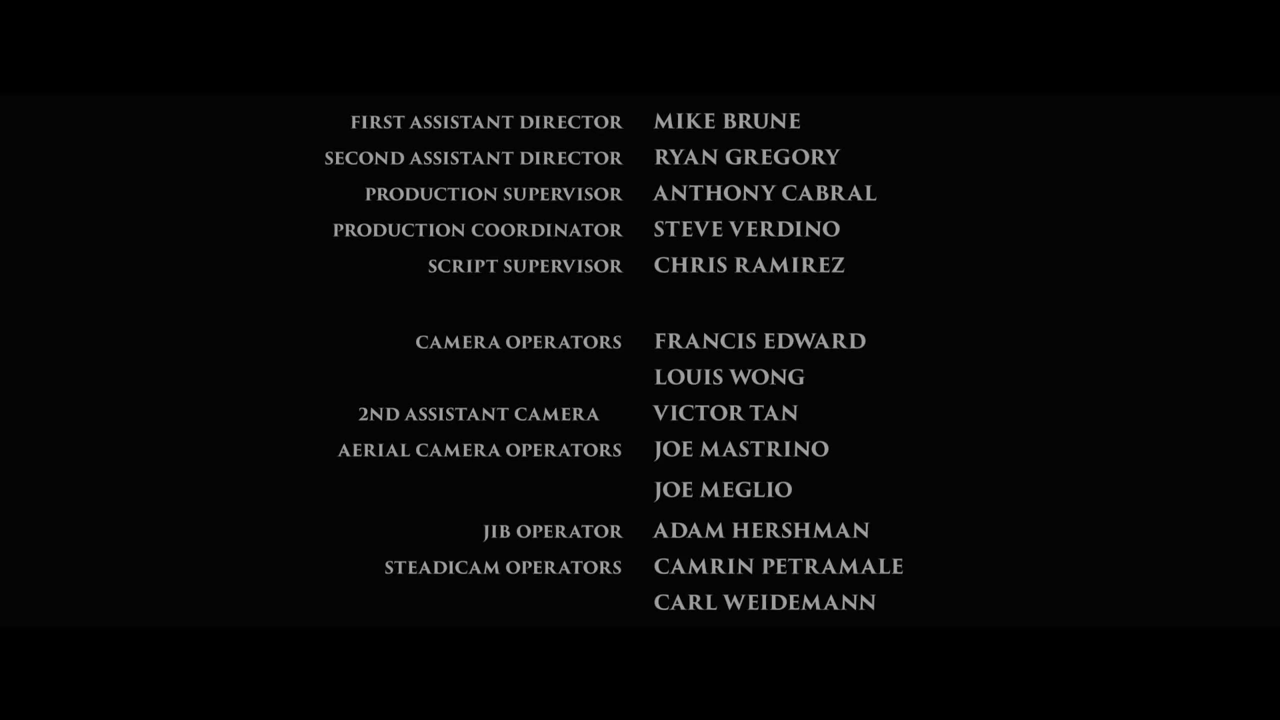 FIRST ASSISTANT DIRECTOR MIKE BRUNE
SECOND ASSISTANT DIRECTOR RYAN GREGORY
PRODUCTION SUPERVISOR ANTHONY CABRAL
PRODUCTION COORDINATOR STEVE VERDINO
SCRIPT SUPERVISOR CHRIS RAMIREZ
CAMERA OPERATORS FRANCIS EDWARD
LOUIS WONG
2ND ASSISTANT CAMERA VICTOR TAN
AERIAL CAMERA OPERATORS JOE MASTRINO
JOE MEGLIO
JIB OPERATOR ADAM HERSHMAN
STEADICAM OPERATORS CAMRIN PETRAMALE
CARL WEIDEMANN